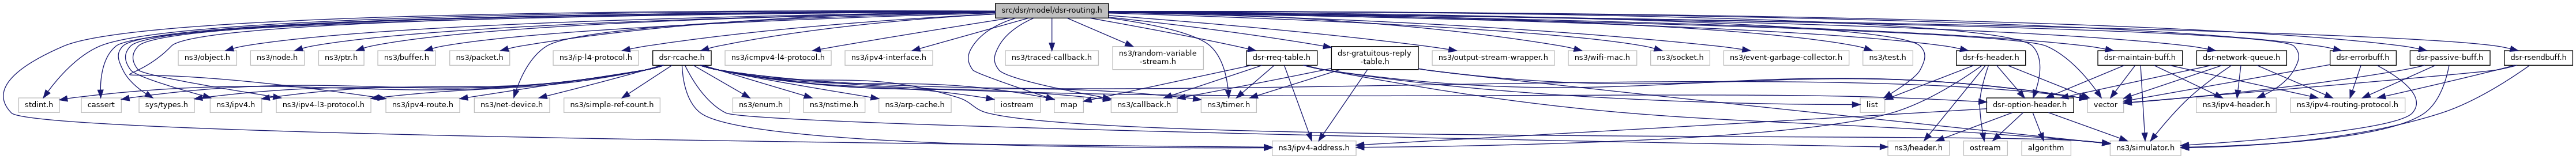 src/dsr/model/dsr-routing.h
ns3/object.h
ns3/node.h
ns3/ptr.h
ns3/buffer.h
ns3/packet.h
ns3/ip-l4-protocol.h
dsr-rcache.h
ns3/icmpv4-l4-protocol.h
ns3/ipv4-interface.h
ns3/traced-callback.h
ns3/random-variable
-stream.h
dsr-rreq-table.h
dsr-gratuitous-reply
-table.h
ns3/output-stream-wrapper.h
ns3/wifi-mac.h
ns3/socket.h
ns3/event-garbage-collector.h
ns3/test.h
dsr-fs-header.h
dsr-maintain-buff.h
dsr-network-queue.h
dsr-errorbuff.h
dsr-passive-buff.h
dsr-rsendbuff.h
stdint.h
cassert
sys/types.h
ns3/ipv4.h
ns3/ipv4-l3-protocol.h
ns3/ipv4-route.h
ns3/net-device.h
ns3/simple-ref-count.h
ns3/enum.h
ns3/nstime.h
ns3/arp-cache.h
iostream
map
ns3/callback.h
ns3/timer.h
list
dsr-option-header.h
vector
ns3/ipv4-header.h
ns3/ipv4-routing-protocol.h
ns3/ipv4-address.h
ns3/header.h
ostream
algorithm
ns3/simulator.h